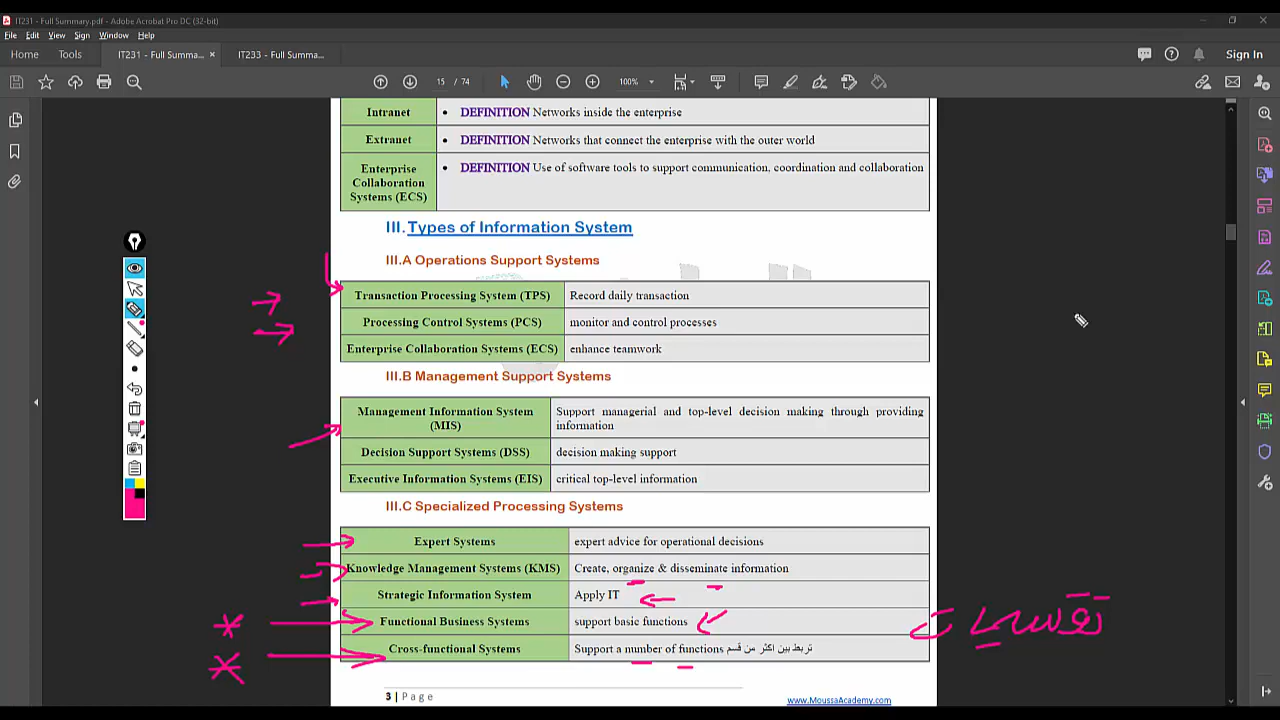 IT231 - Full Summary.pdf - Adobe Acrobat Pro DC (32-bit)
File Edit View Sign Window Help
Home Tools IT231 - Full Summa... × IT233 - Full Summa... Sign In
15 / 74 100%
Intranet • DEFINITION Networks inside the enterprise
Extranet • DEFINITION Networks that connect the enterprise with the outer world
Enterprise Collaboration Systems (ECS) • DEFINITION Use of software tools to support communication, coordination and collaboration
III. Types of Information System
III.A Operations Support Systems
Transaction Processing System (TPS) Record daily transaction
Processing Control Systems (PCS) monitor and control processes
Enterprise Collaboration Systems (ECS) enhance teamwork
III.B Management Support Systems
Management Information System (MIS) Support managerial and top-level decision making through providing information
Decision Support Systems (DSS) decision making support
Executive Information Systems (EIS) critical top-level information
III.C Specialized Processing Systems
Expert Systems expert advice for operational decisions
Knowledge Management Systems (KMS) Create, organize & disseminate information
Strategic Information System Apply IT
Functional Business Systems support basic functions
Cross-functional Systems Support a number of functions تربط بين اكثر من قسم
3 | Page
www.MoussaAcademy.com